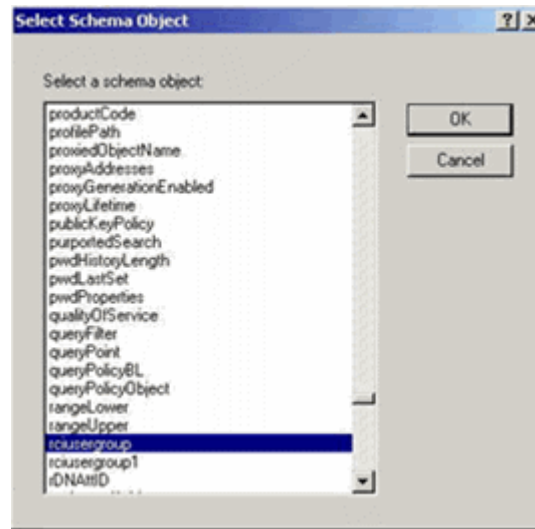 Select Schema Object
Select a schema object:
productCode
profilePath
proxiedObjectName
proxyAddresses
proxyGenerationEnabled
proxyLifetime
publicKeyPolicy
purportedSearch
pwdHistoryLength
pwdLastSet
pwdProperties
qualityOfService
queryFilter
queryPoint
queryPolicyBL
queryPolicyObject
rangeLower
rangeUpper
rciusergroup
rciusergroup1
rDNAttID
OK
Cancel